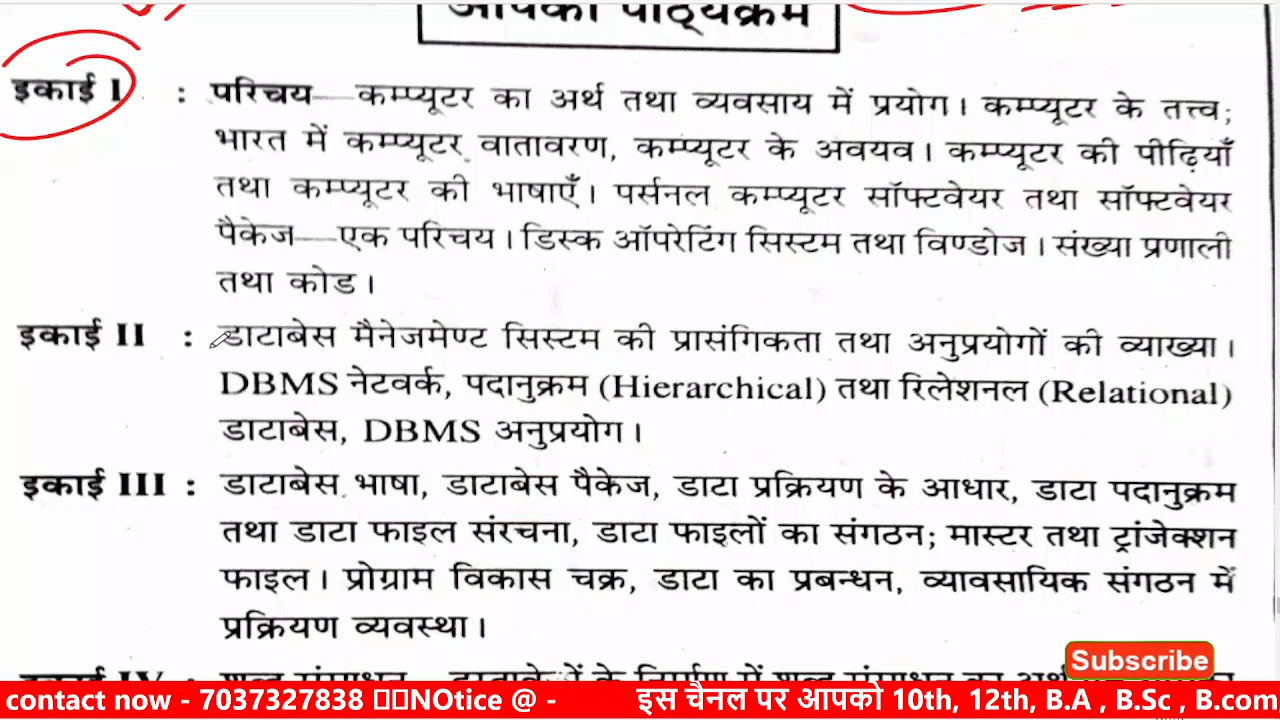 आपका पाठ्यक्रम
इकाई I : परिचय—कम्प्यूटर का अर्थ तथा व्यवसाय में प्रयोग। कम्प्यूटर के तत्त्व;
भारत में कम्प्यूटर वातावरण, कम्प्यूटर के अवयव। कम्प्यूटर की पीढ़ियाँ
तथा कम्प्यूटर की भाषाएँ। पर्सनल कम्प्यूटर सॉफ्टवेयर तथा सॉफ्टवेयर
पैकेज—एक परिचय। डिस्क ऑपरेटिंग सिस्टम तथा विण्डोज। संख्या प्रणाली
तथा कोड।
इकाई II : डाटाबेस मैनेजमेण्ट सिस्टम की प्रासंगिकता तथा अनुप्रयोगों की व्याख्या।
DBMS नेटवर्क, पदानुक्रम (Hierarchical) तथा रिलेशनल (Relational)
डाटाबेस, DBMS अनुप्रयोग।
इकाई III : डाटाबेस भाषा, डाटाबेस पैकेज, डाटा प्रक्रियण के आधार, डाटा पदानुक्रम
तथा डाटा फाइल संरचना, डाटा फाइलों का संगठन; मास्टर तथा ट्रांजेक्शन
फाइल। प्रोग्राम विकास चक्र, डाटा का प्रबन्धन, व्यावसायिक संगठन में
प्रक्रियण व्यवस्था।
Subscribe
contact now - 7037327838 NOtice @ - इस चैनल पर आपको 10th, 12th, B.A , B.Sc , B.com